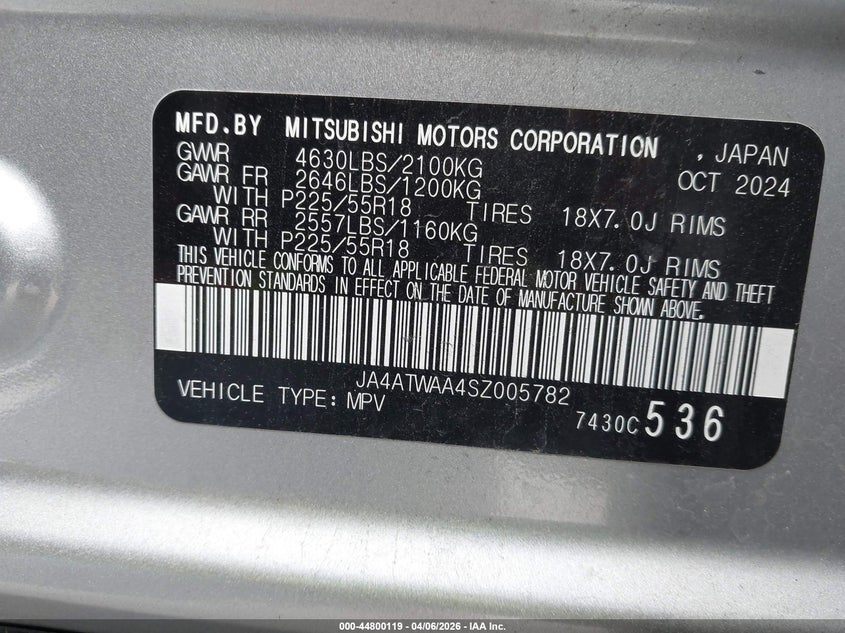 MFD.BY MITSUBISHI MOTORS CORPORATION , JAPAN
GVWR 4630LBS/2100KG OCT 2024
GAWR FR 2646LBS/1200KG
WITH P225/55R18 TIRES 18X7.0J RIMS
GAWR RR 2557LBS/1160KG
WITH P225/55R18 TIRES 18X7.0J RIMS
THIS VEHICLE CONFORMS TO ALL APPLICABLE FEDERAL MOTOR VEHICLE SAFETY AND THEFT
PREVENTION STANDARDS IN EFFECT ON THE DATE OF MANUFACTURE SHOWN ABOVE.
JA4ATWAA4SZ005782
VEHICLE TYPE: MPV 7430C 536
000-44800119 - 04/06/2026 - IAA Inc.